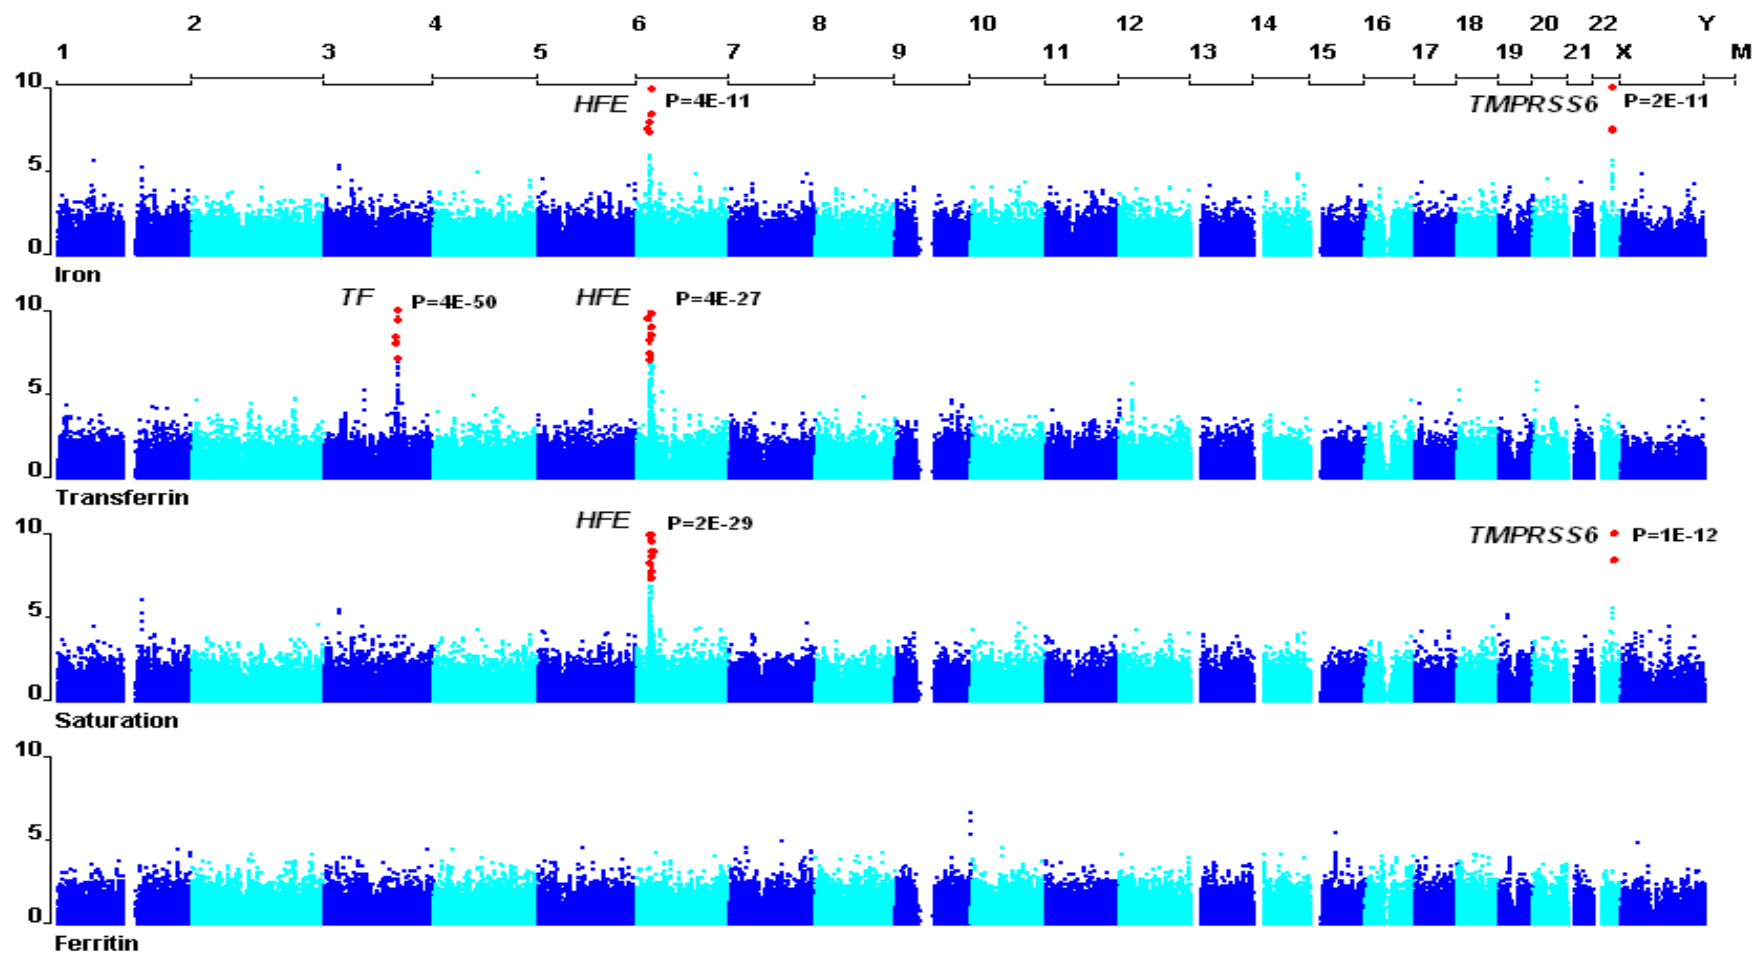 2 4 6 8 10 12 14 16 18 20 22 Y
1 3 5 7 9 11 13 15 17 19 21 X M
10
HFE P=4E-11 TMPRSS6 P=2E-11
5
0
Iron
TF P=4E-50 HFE P=4E-27
10
5
0
Transferrin
HFE P=2E-29 TMPRSS6 P=1E-12
10
5
0
Saturation
10
5
0
Ferritin